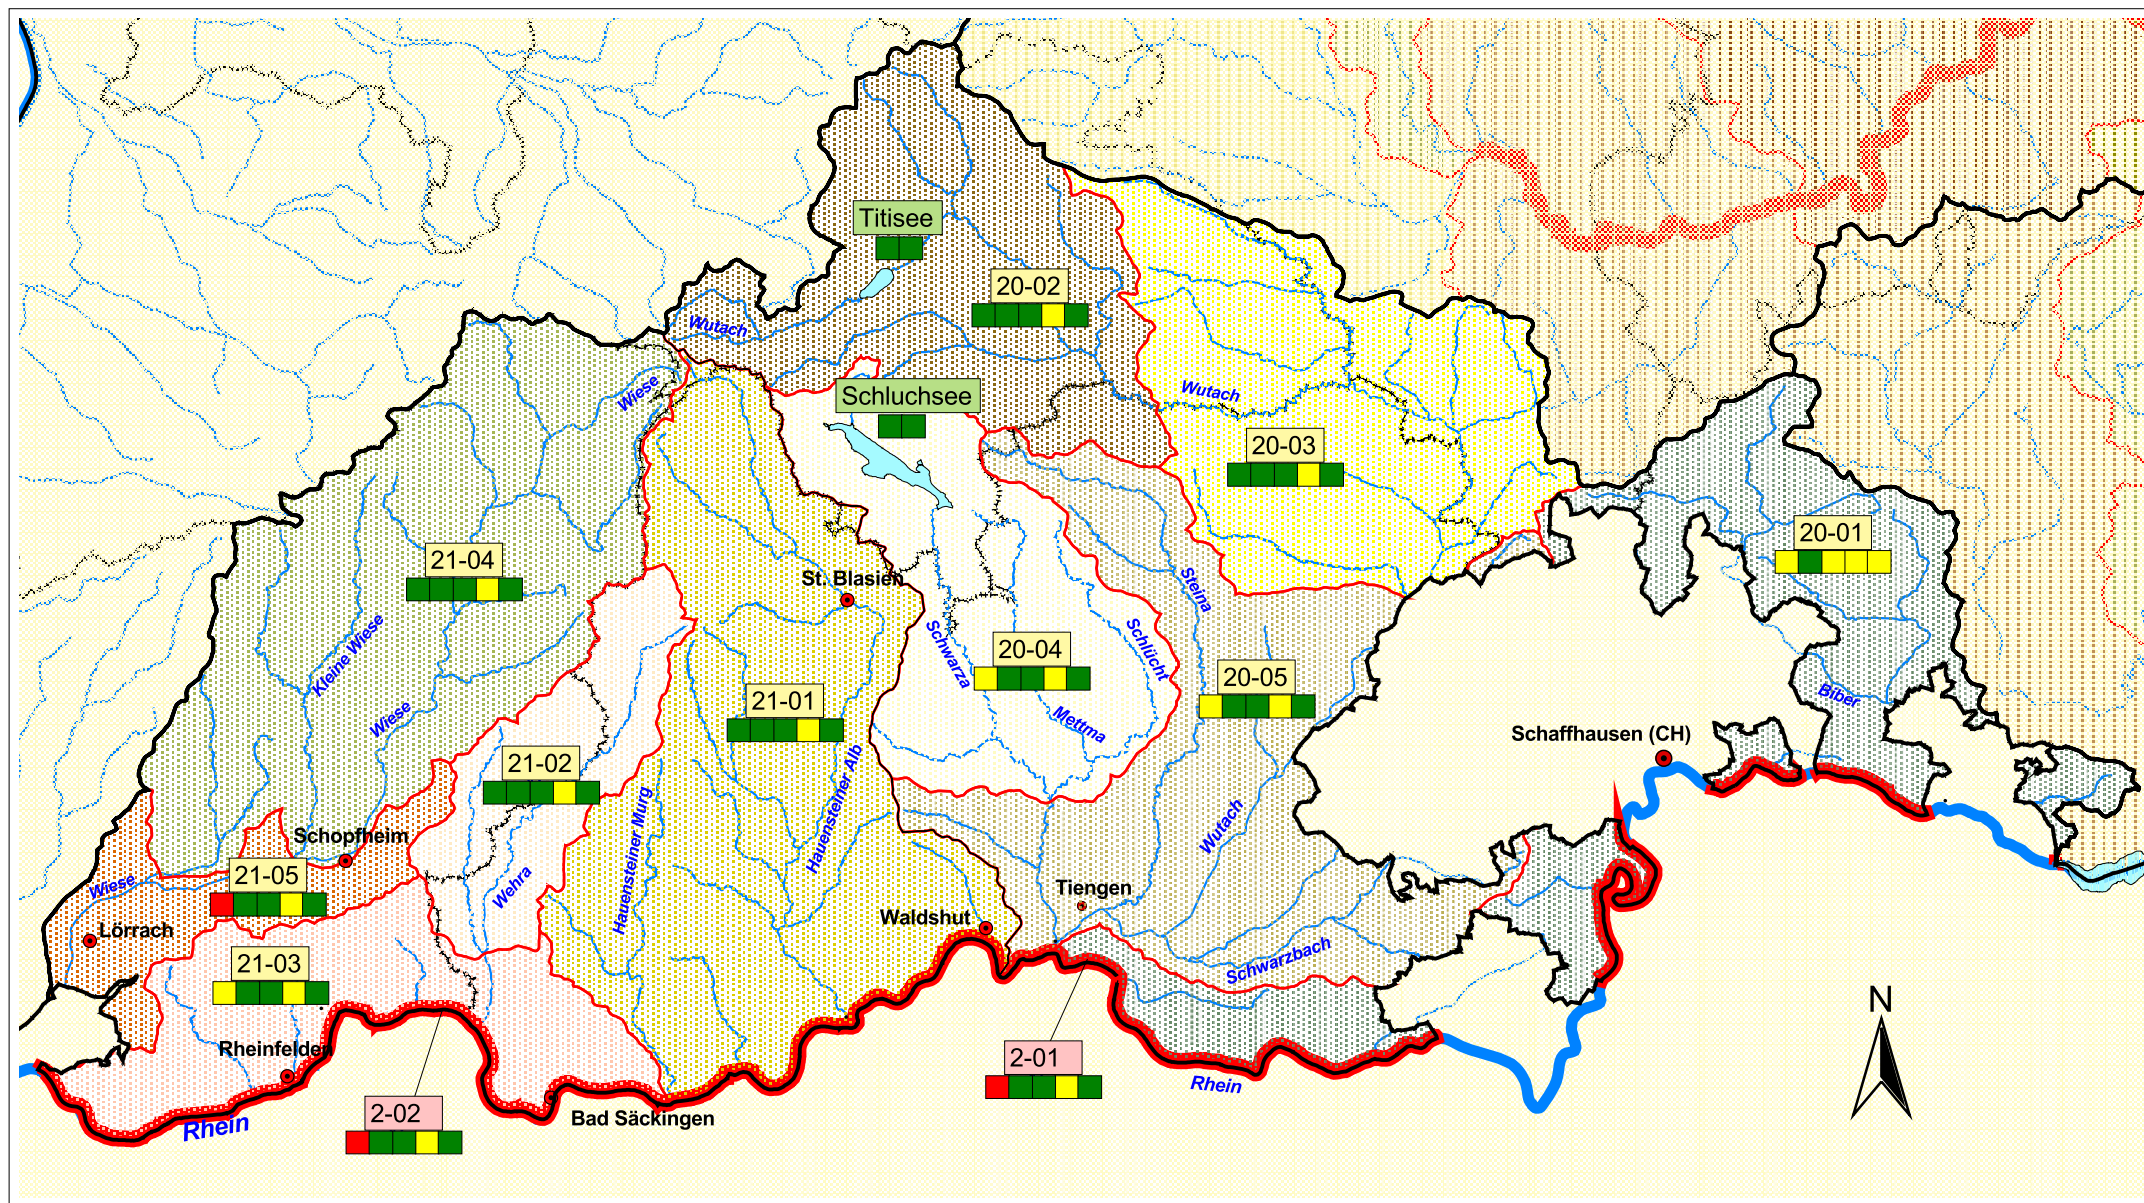 Titisee
20-02
Wutach
Wiese
Schluchsee
Wutach
20-03
20-01
21-04
St. Blasien
Steina
Schwarza
20-04
Schlücht
Kleine Wiese
Wiese
21-01
Mettma
20-05
Biber
Schaffhausen (CH)
21-02
Hauensteiner Alb
Hauensteiner Murg
Wutach
Schopfheim
21-05
Wiese
Wehra
Tiengen
Waldshut
Lörrach
21-03
Schwarzbach
N
Rheinfelden
2-01
Rhein
2-02
Bad Säckingen
Rhein